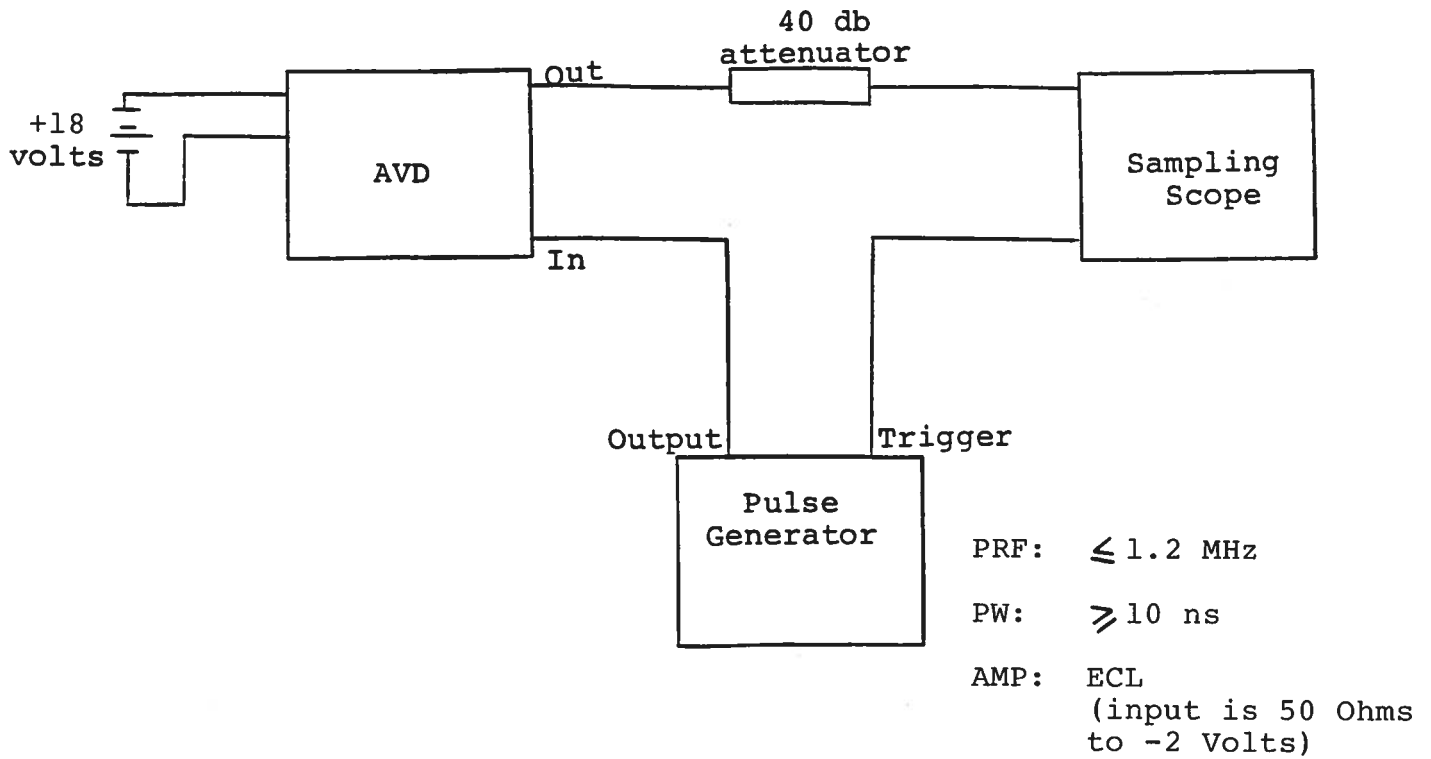 40 db
attenuator
Out
+18
volts
AVD
Sampling
Scope
In
Output
Trigger
Pulse
Generator
PRF: ≤ 1.2 MHz
PW: ≥ 10 ns
AMP: ECL
(input is 50 Ohms
to -2 Volts)